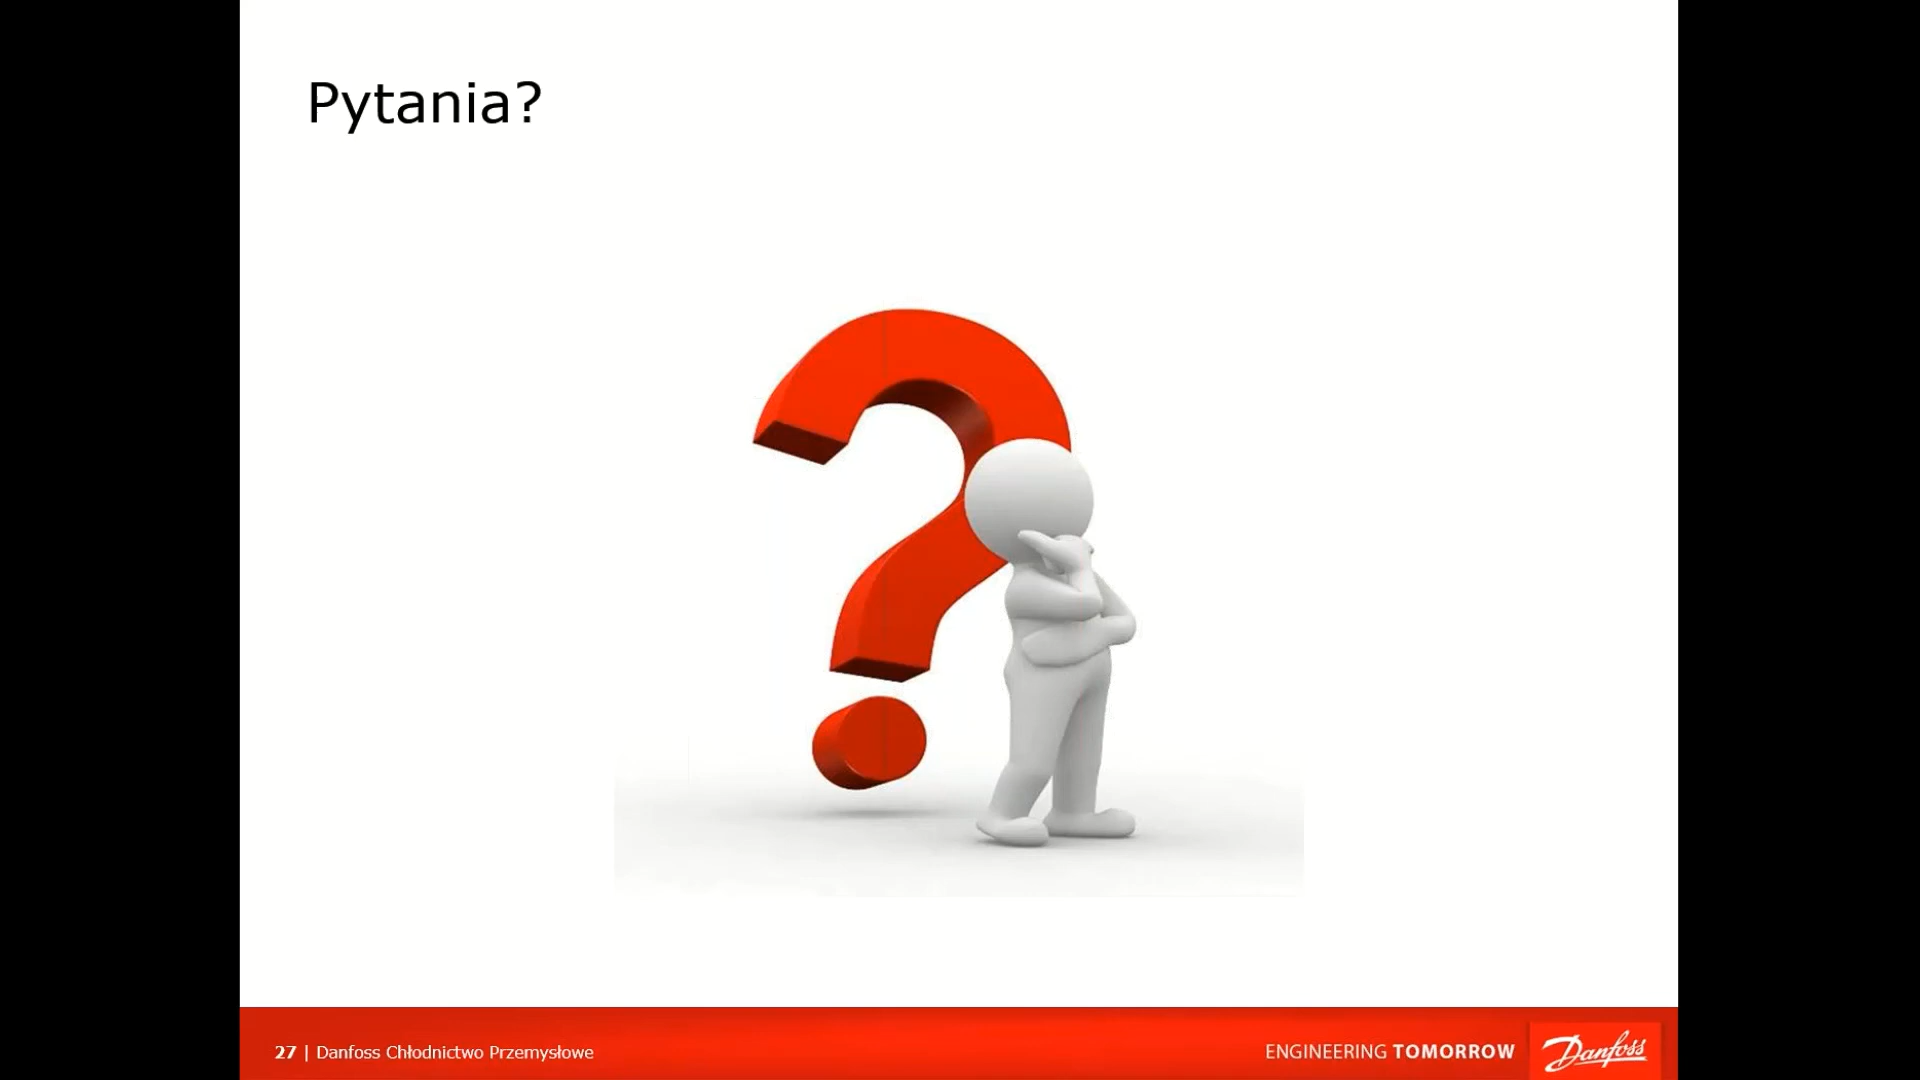 Pytania?
27 | Danfoss Chłodnictwo Przemysłowe
ENGINEERING TOMORROW
Danfoss